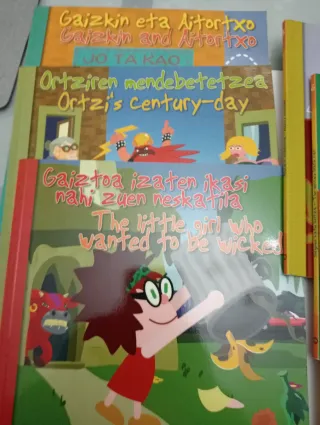 Gaizkin eta Aitortxo
Gaizkin and Aitortxo
JO TA KAO
Ortziren mendebetetzea
Ortzi's century-day
Gaiztoa izaten ikasi
nahi zuen neskatila
The little girl who
wanted to be wicked